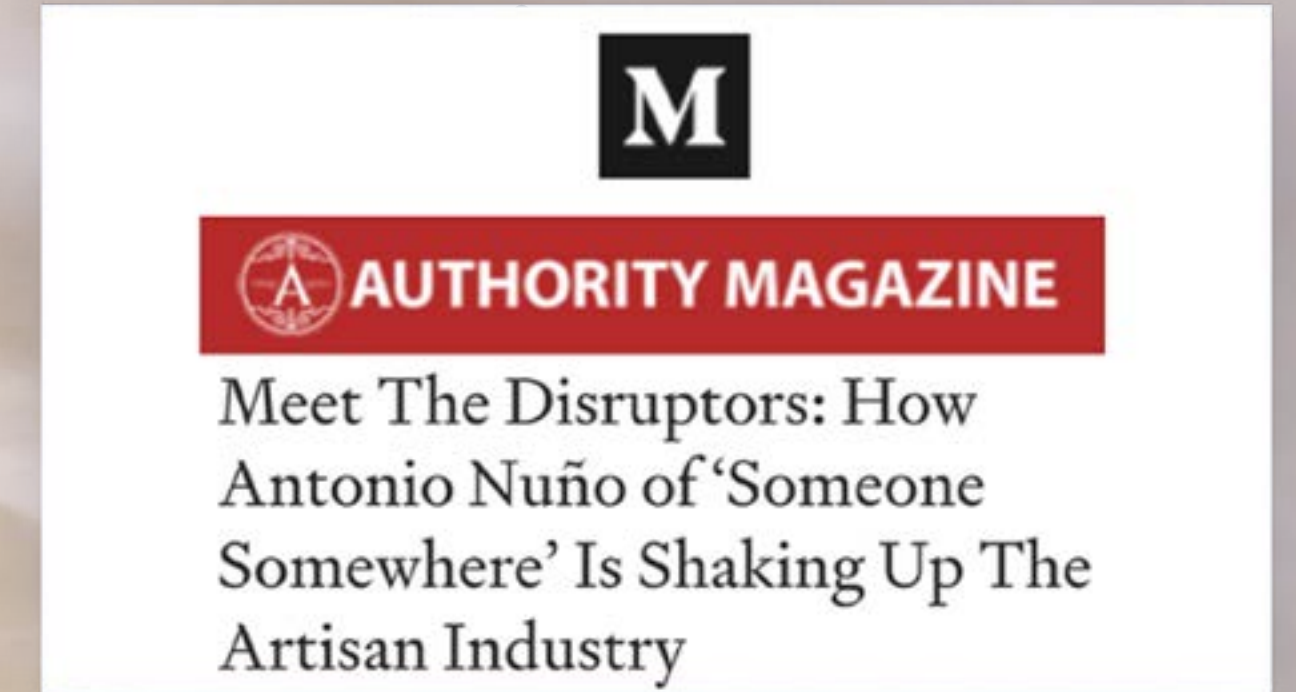 M
A AUTHORITY MAGAZINE
Meet The Disruptors: How
Antonio Nuño of ‘Someone
Somewhere’ Is Shaking Up The
Artisan Industry